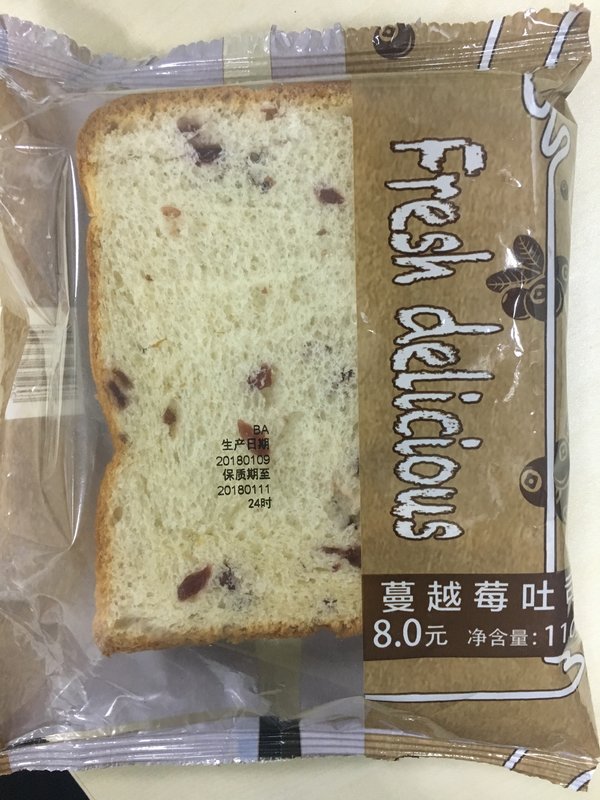 Fresh delicious
BA
生产日期
20180109
保质期至
20180111
24时
蔓越莓吐
8.0元 净含量:11